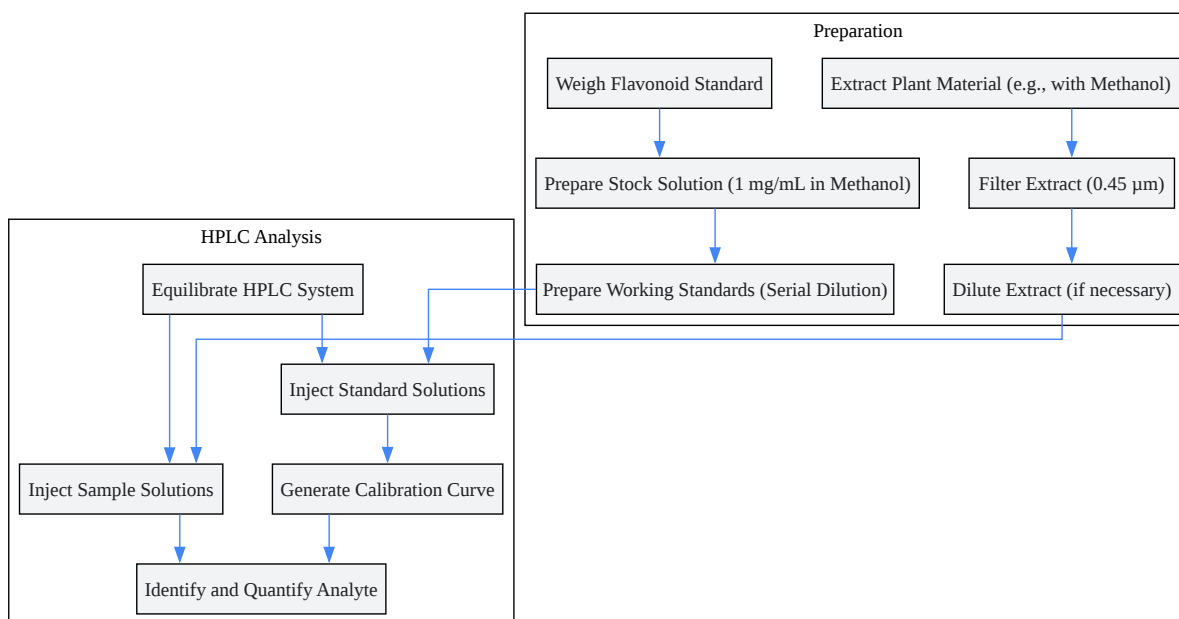 Preparation
Weigh Flavonoid Standard
Extract Plant Material (e.g., with Methanol)
Prepare Stock Solution (1 mg/mL in Methanol)
Filter Extract (0.45 µm)
HPLC Analysis
Equilibrate HPLC System
Prepare Working Standards (Serial Dilution)
Dilute Extract (if necessary)
Inject Standard Solutions
Inject Sample Solutions
Generate Calibration Curve
Identify and Quantify Analyte